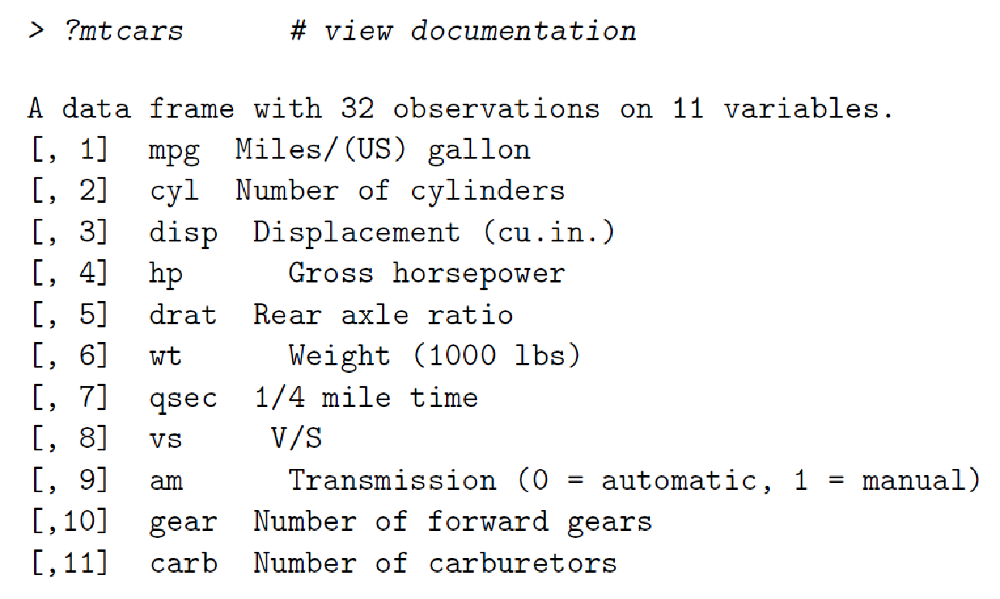 > ?mtcars      # view documentation
A data frame with 32 observations on 11 variables.
[, 1]  mpg  Miles/(US) gallon
[, 2]  cyl  Number of cylinders
[, 3]  disp  Displacement (cu.in.)
[, 4]  hp      Gross horsepower
[, 5]  drat  Rear axle ratio
[, 6]  wt      Weight (1000 lbs)
[, 7]  qsec  1/4 mile time
[, 8]  vs     V/S
[, 9]  am      Transmission (0 = automatic, 1 = manual)
[,10]  gear  Number of forward gears
[,11]  carb  Number of carburetors